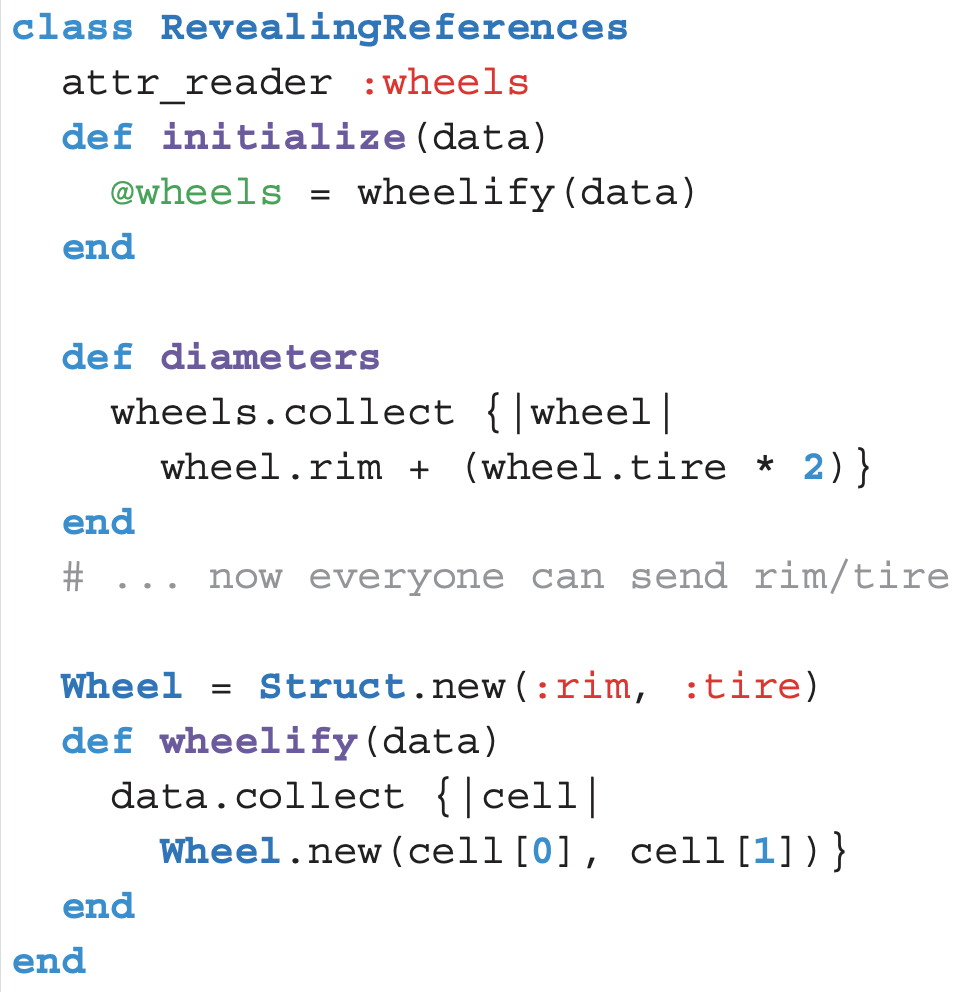 class RevealingReferences
  attr_reader :wheels
  def initialize(data)
    @wheels = wheelify(data)
  end

  def diameters
    wheels.collect {|wheel|
      wheel.rim + (wheel.tire * 2)}
  end
  # ... now everyone can send rim/tire

  Wheel = Struct.new(:rim, :tire)
  def wheelify(data)
    data.collect {|cell|
      Wheel.new(cell[0], cell[1])}
  end
end